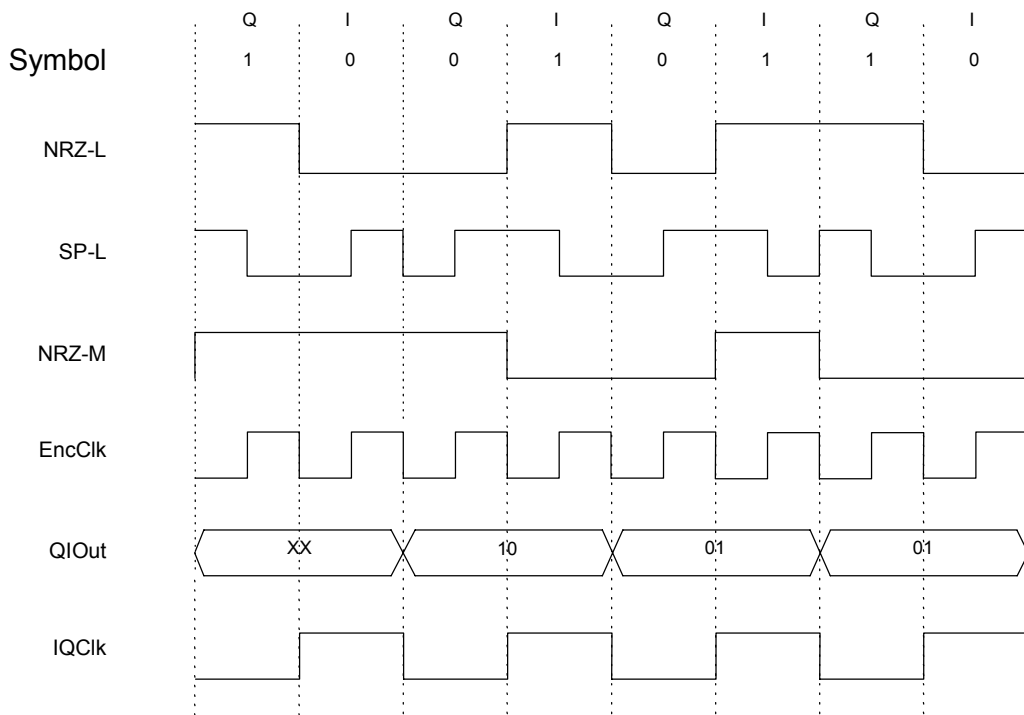 Q I Q I Q I Q I
Symbol 1 0 0 1 0 1 1 0
NRZ-L
SP-L
NRZ-M
EncClk
QIOut XX 10 01 01
IQClk